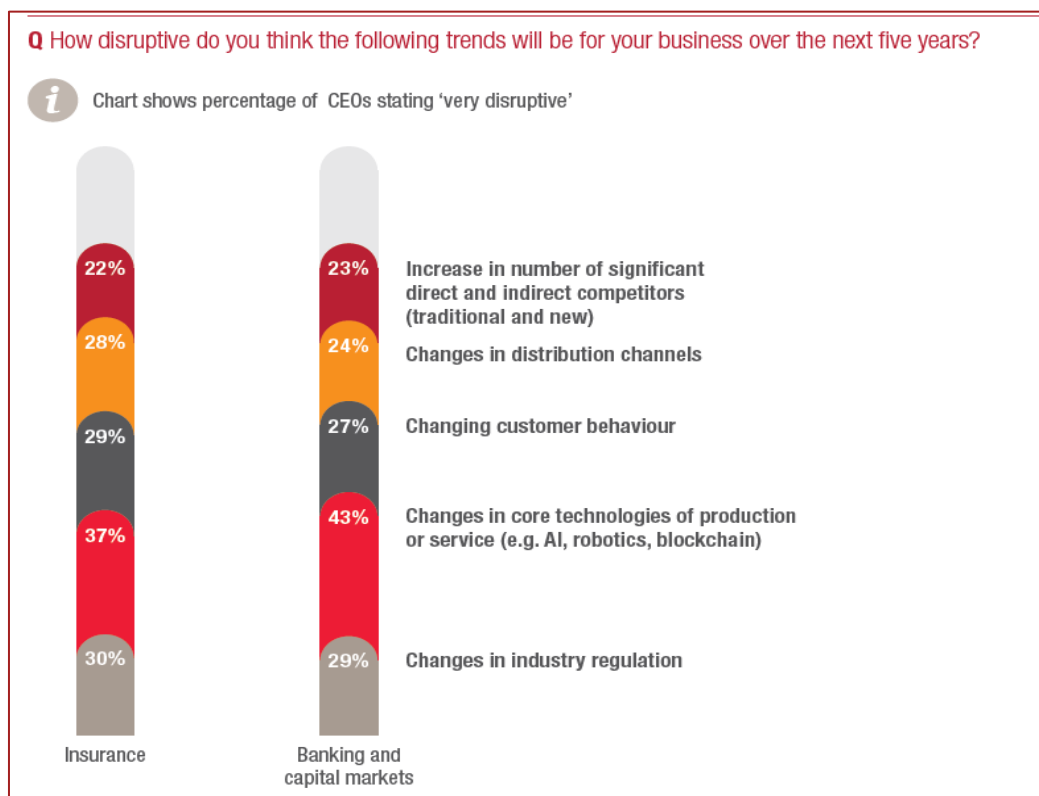 Q How disruptive do you think the following trends will be for your business over the next five years?
i Chart shows percentage of CEOs stating ‘very disruptive’
22%
28%
29%
37%
30%
Insurance
23%
24%
27%
43%
29%
Banking and
capital markets
Increase in number of significant
direct and indirect competitors
(traditional and new)
Changes in distribution channels
Changing customer behaviour
Changes in core technologies of production
or service (e.g. AI, robotics, blockchain)
Changes in industry regulation